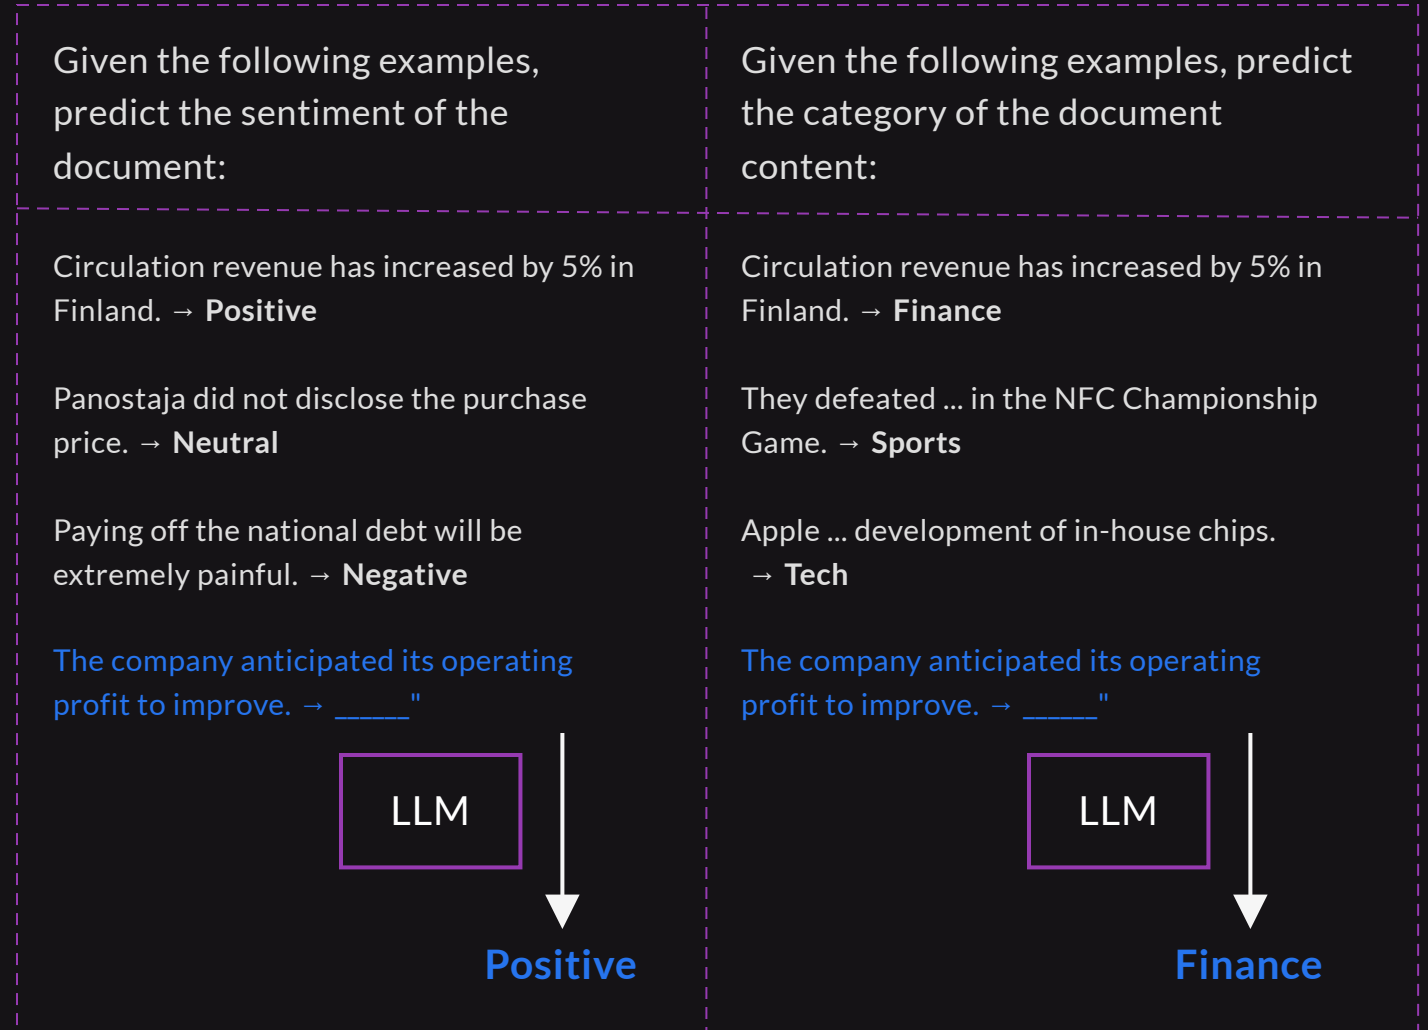 Given the following examples,
predict the sentiment of the
document:
Circulation revenue has increased by 5% in
Finland. → Positive
Panostaja did not disclose the purchase
price. → Neutral
Paying off the national debt will be
extremely painful. → Negative
The company anticipated its operating
profit to improve. → ______"
LLM
Positive
Given the following examples, predict
the category of the document
content:
Circulation revenue has increased by 5% in
Finland. → Finance
They defeated ... in the NFC Championship
Game. → Sports
Apple ... development of in-house chips.
→ Tech
The company anticipated its operating
profit to improve. → ______"
LLM
Finance